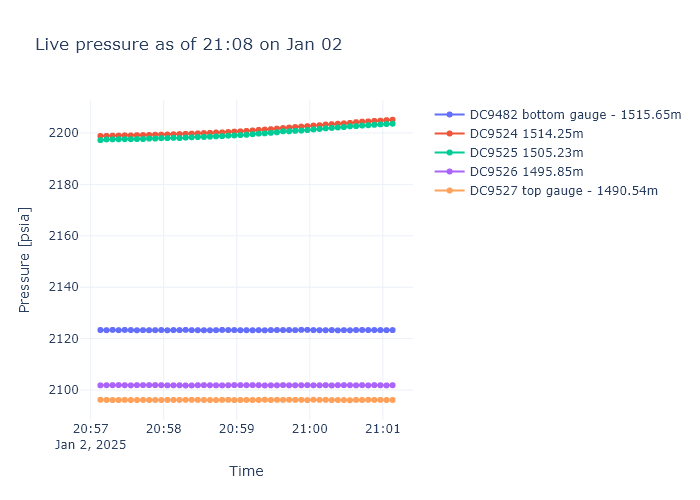 Live pressure as of 21:08 on Jan 02
DC9482 bottom gauge - 1515.65m
DC9524 1514.25m
DC9525 1505.23m
DC9526 1495.85m
DC9527 top gauge - 1490.54m
Pressure [psia]
2200
2180
2160
2140
2120
2100
20:57 20:58 20:59 21:00 21:01
Jan 2, 2025
Time